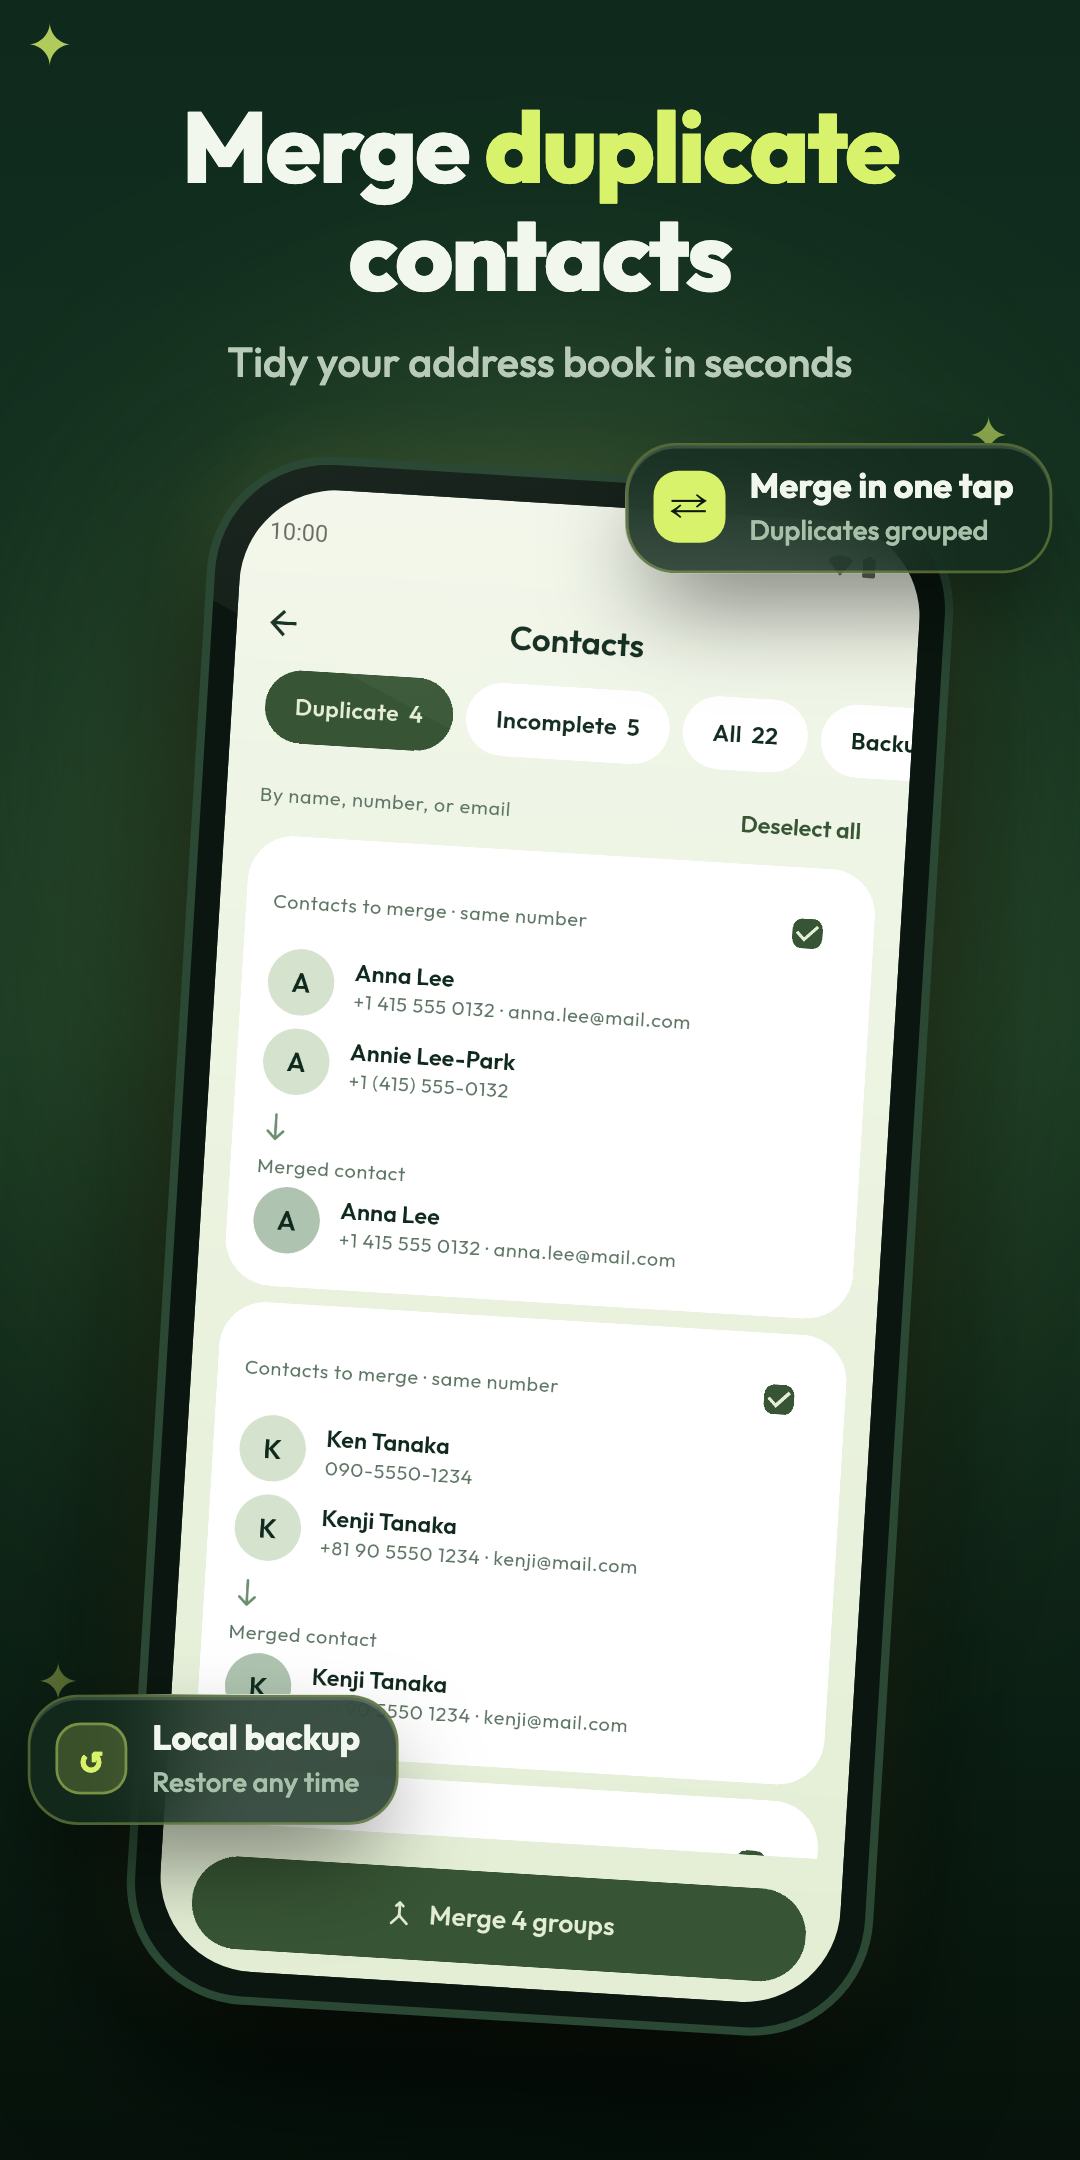 Merge duplicate
contacts
Tidy your address book in seconds
Merge in one tap
Duplicates grouped
10:00
Contacts
Duplicate 4
Incomplete 5
All 22
Backu
By name, number, or email
Deselect all
Contacts to merge · same number
A
Anna Lee
+1 415 555 0132 · anna.lee@mail.com
A
Annie Lee-Park
+1 (415) 555-0132
Merged contact
A
Anna Lee
+1 415 555 0132 · anna.lee@mail.com
Contacts to merge · same number
K
Ken Tanaka
090-5550-1234
K
Kenji Tanaka
+81 90 5550 1234 · kenji@mail.com
Merged contact
K
Kenji Tanaka
5550 1234 · kenji@mail.com
Local backup
Restore any time
Merge 4 groups